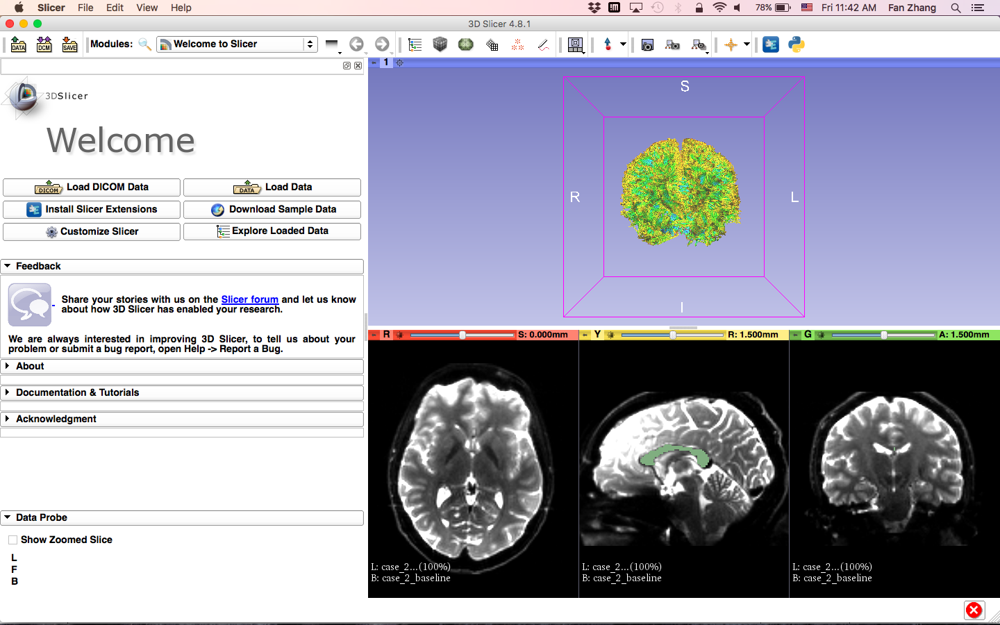 Slicer File Edit View Help 78% Fri 11:42 AM Fan Zhang
3D Slicer 4.8.1
DATA DCM SAVE Modules: Welcome to Slicer
1
3DSlicer
Welcome
DICOM Load DICOM Data DATA Load Data
Install Slicer Extensions Download Sample Data
Customize Slicer Explore Loaded Data
Feedback
Share your stories with us on the Slicer forum and let us know
about how 3D Slicer has enabled your research.
We are always interested in improving 3D Slicer, to tell us about your
problem or submit a bug report, open Help -> Report a Bug.
About
Documentation & Tutorials
Acknowledgment
Data Probe
Show Zoomed Slice
L
F
B
S
R L
I
R S: 0.000mm Y R: 1.500mm G A: 1.500mm
L: case_2...(100%) L: case_2...(100%) L: case_2...(100%)
B: case_2_baseline B: case_2_baseline B: case_2_baseline